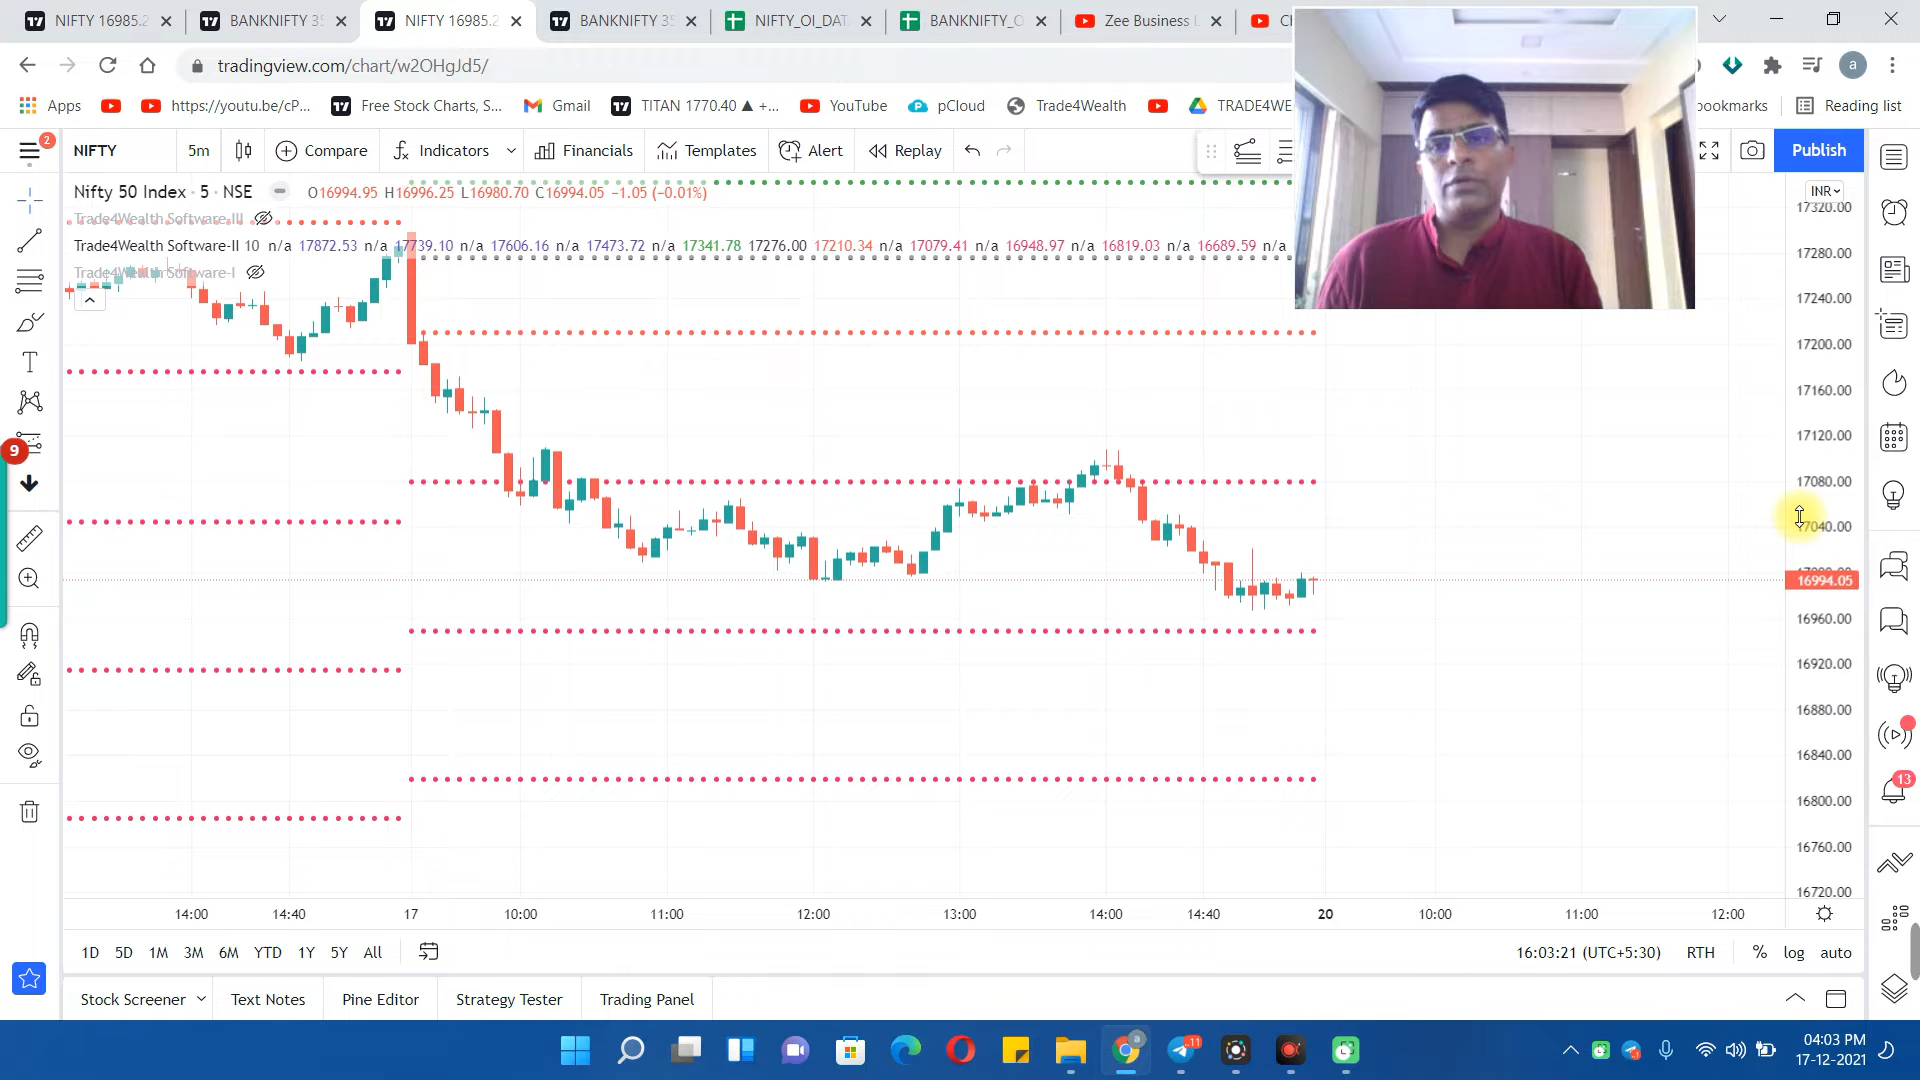 NIFTY 16985.2
BANKNIFTY 35
NIFTY 16985.2
BANKNIFTY 35
NIFTY_OI_DAT
BANKNIFTY_O
Zee Business L
tradingview.com/chart/w2OHgJd5/
a
Apps
https://youtu.be/cP...
Free Stock Charts, S...
Gmail
TITAN 1770.40 ▲ +...
YouTube
pCloud
Trade4Wealth
TRADE4WE
bookmarks
Reading list
2
NIFTY
5m
Compare
Indicators
Financials
Templates
Alert
Replay
Publish
Nifty 50 Index · 5 · NSE
O16994.95 H16996.25 L16980.70 C16994.05 −1.05 (−0.01%)
INR
Trade4Wealth Software-III
Trade4Wealth Software-II 10 n/a 17872.53 n/a 17739.10 n/a 17606.16 n/a 17473.72 n/a 17341.78 17276.00 17210.34 n/a 17079.41 n/a 16948.97 n/a 16819.03 n/a 16689.59 n/a
Trade4Wealth Software-I
17320.00
17280.00
17240.00
17200.00
17160.00
17120.00
17080.00
17040.00
16994.05
16960.00
16920.00
16880.00
16840.00
16800.00
16760.00
16720.00
9
13
14:00
14:40
17
10:00
11:00
12:00
13:00
14:00
14:40
20
10:00
11:00
12:00
1D 5D 1M 3M 6M YTD 1Y 5Y All
16:03:21 (UTC+5:30)
RTH
%
log
auto
Stock Screener
Text Notes
Pine Editor
Strategy Tester
Trading Panel
a
11
04:03 PM
17-12-2021